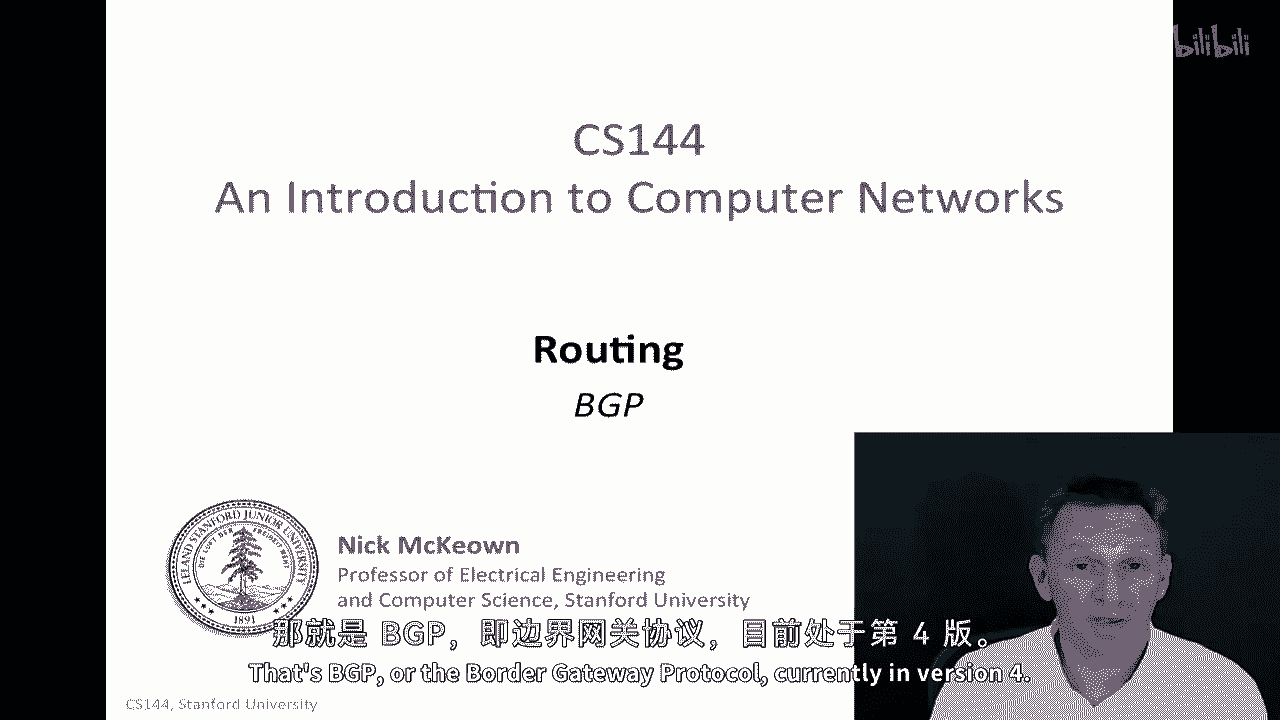 bilibili
CS144
An Introduction to Computer Networks
Routing
BGP
Nick McKeown
Professor of Electrical Engineering
and Computer Science, Stanford University
LELAND STANFORD JUNIOR UNIVERSITY
DIE LUFT DER FREIHEIT WEHT
1891
那就是 BGP，即边界网关协议，目前处于第 4 版。
That's BGP, or the Border Gateway Protocol, currently in version 4.
CS144, Stanford University